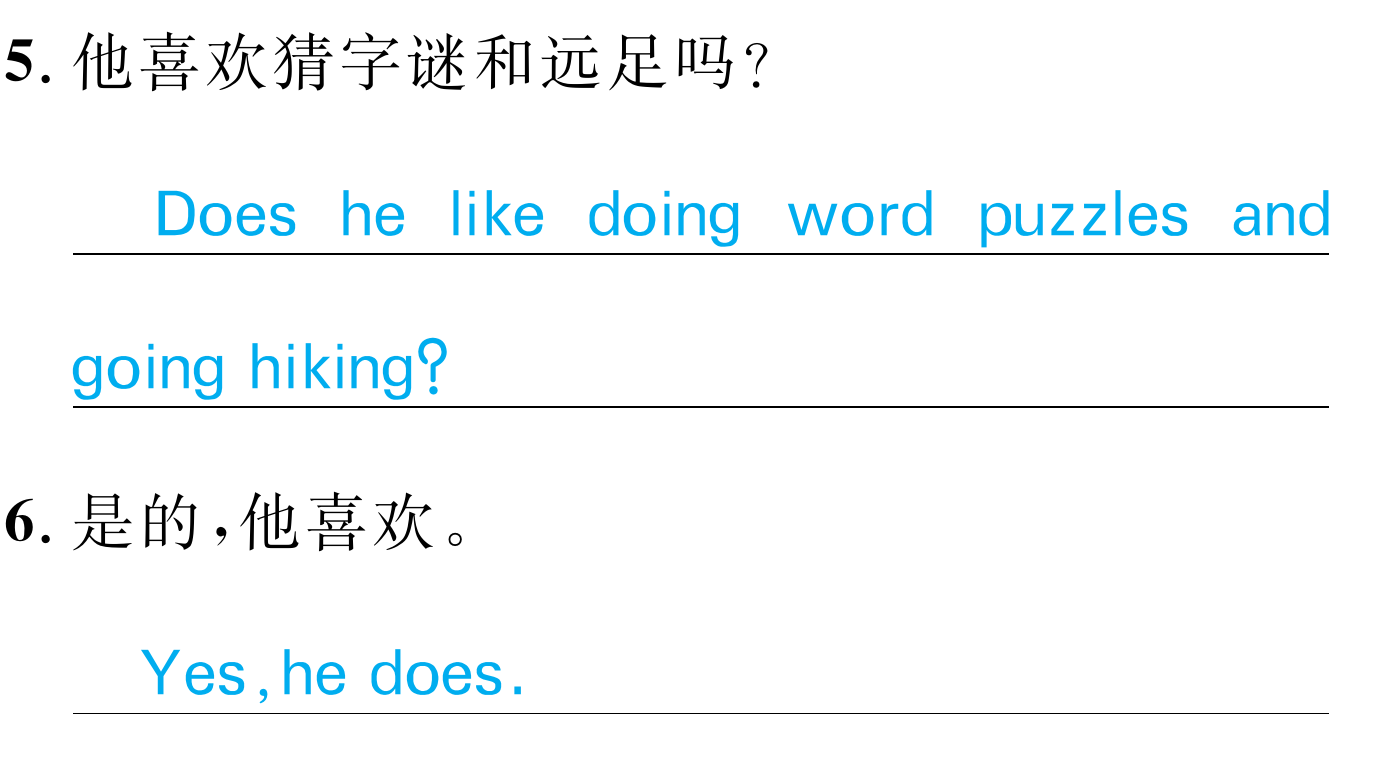 5. 他喜欢猜字谜和远足吗?
Does he like doing word puzzles and
going hiking?
6. 是的,他喜欢。
Yes,he does.